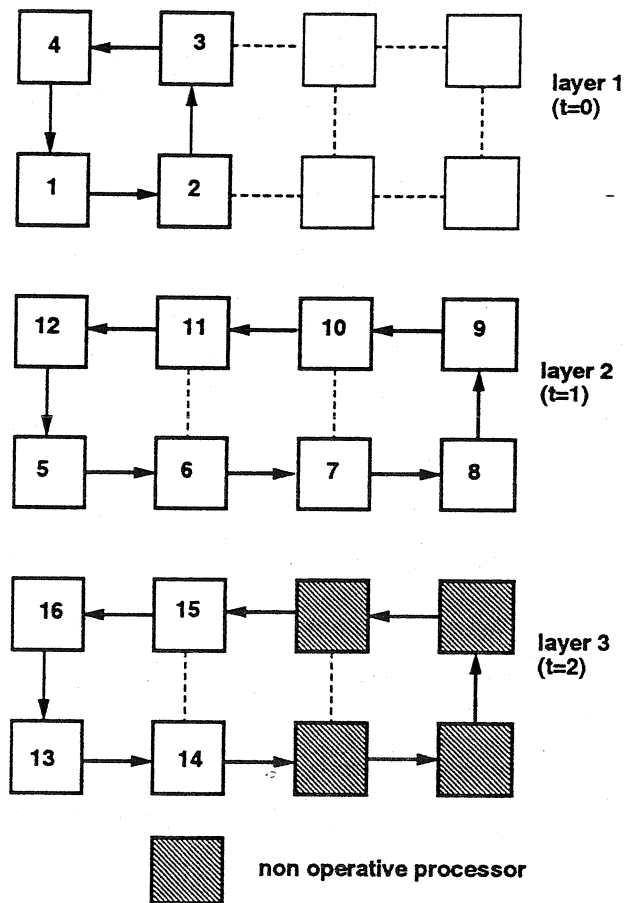 4 3
layer 1
(t=0)
1 2
12 11 10 9
layer 2
(t=1)
5 6 7 8
16 15
layer 3
(t=2)
13 14
non operative processor